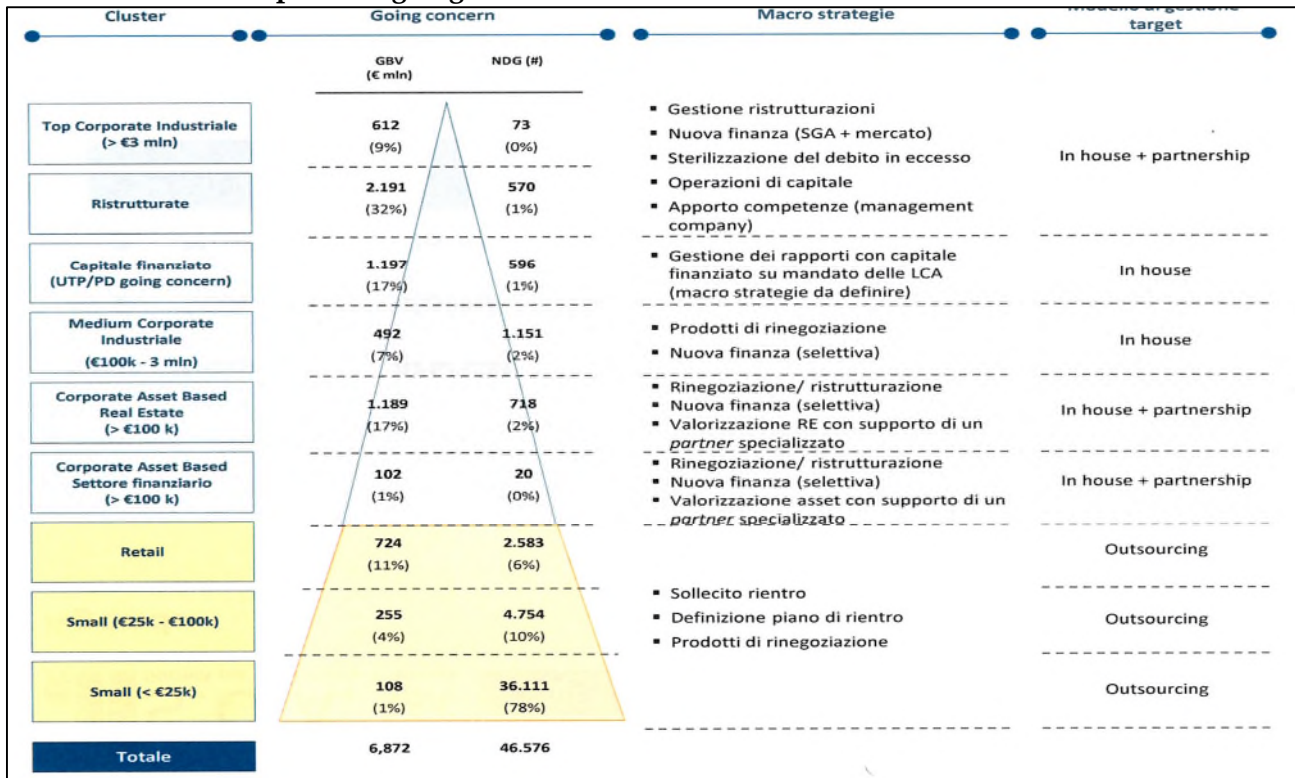 Cluster
Going concern
Macro strategie
target
GBV
(€ mln)
NDG (#)
Top Corporate Industriale
(> €3 mln)
612
(9%)
73
(0%)
▪ Gestione ristrutturazioni
▪ Nuova finanza (SGA + mercato)
▪ Sterilizzazione del debito in eccesso
▪ Operazioni di capitale
▪ Apporto competenze (management
company)
In house + partnership
Ristrutturate
2.191
(32%)
570
(1%)
Capitale finanziato
(UTP/PD going concern)
1.197
(17%)
596
(1%)
▪ Gestione dei rapporti con capitale
finanziato su mandato delle LCA
(macro strategie da definire)
In house
Medium Corporate
Industriale
(€100k - 3 mln)
492
(7%)
1.151
(2%)
▪ Prodotti di rinegoziazione
▪ Nuova finanza (selettiva)
In house
Corporate Asset Based
Real Estate
(> €100 k)
1.189
(17%)
718
(2%)
▪ Rinegoziazione/ ristrutturazione
▪ Nuova finanza (selettiva)
▪ Valorizzazione RE con supporto di un
partner specializzato
In house + partnership
Corporate Asset Based
Settore finanziario
(> €100 k)
102
(1%)
20
(0%)
▪ Rinegoziazione/ ristrutturazione
▪ Nuova finanza (selettiva)
▪ Valorizzazione asset con supporto di un
partner specializzato
In house + partnership
Retail
724
(11%)
2.583
(6%)
Outsourcing
Small (€25k - €100k)
255
(4%)
4.754
(10%)
▪ Sollecito rientro
▪ Definizione piano di rientro
▪ Prodotti di rinegoziazione
Outsourcing
Small (< €25k)
108
(1%)
36.111
(78%)
Outsourcing
Totale
6,872
46.576